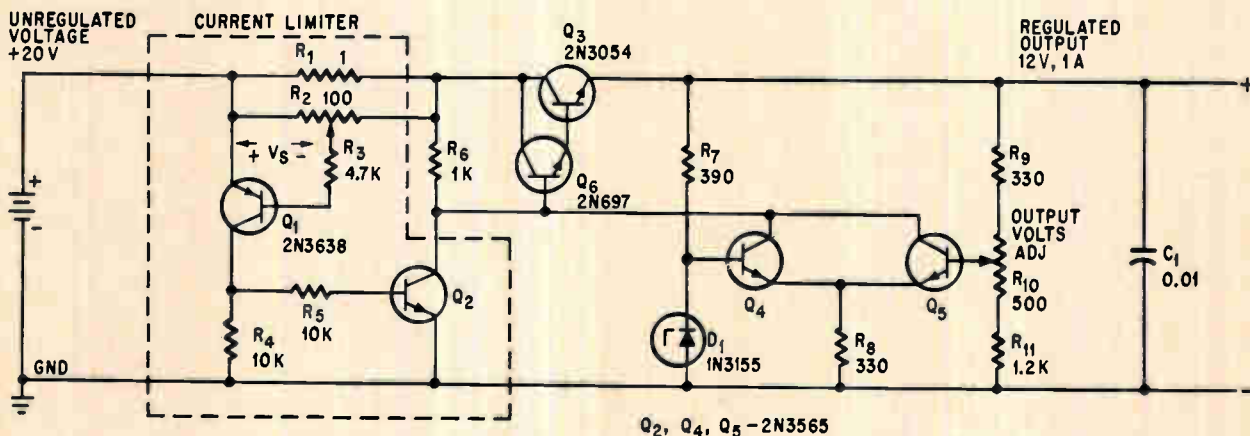 UNREGULATED
VOLTAGE
+20V
CURRENT LIMITER
R1 1
R2 100
+ VS -
R3
4.7K
R6
1K
Q1
2N3638
R5
10K
R4
10K
Q2
GND
+
-
Q3
2N3054
Q6
2N697
R7
390
D1
1N3155
Q4
R8
330
Q5
REGULATED
OUTPUT
12V, 1A
R9
330
OUTPUT
VOLTS
ADJ
R10
500
R11
1.2K
C1
0.01
+
-
Q2, Q4, Q5-2N3565